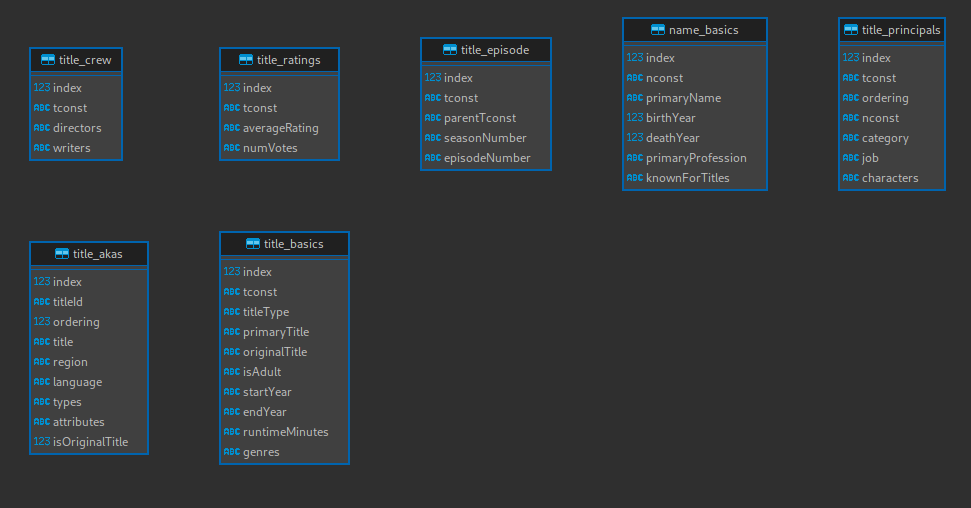 title_crew
123 index
ABC tconst
ABC directors
ABC writers
title_ratings
123 index
ABC tconst
ABC averageRating
ABC numVotes
title_episode
123 index
ABC tconst
ABC parentTconst
ABC seasonNumber
ABC episodeNumber
name_basics
123 index
ABC nconst
ABC primaryName
123 birthYear
123 deathYear
ABC primaryProfession
ABC knownForTitles
title_principals
123 index
ABC tconst
ABC ordering
ABC nconst
ABC category
ABC job
ABC characters
title_akas
123 index
ABC titleId
123 ordering
ABC title
ABC region
ABC language
ABC types
ABC attributes
123 isOriginalTitle
title_basics
123 index
ABC tconst
ABC titleType
ABC primaryTitle
ABC originalTitle
ABC isAdult
ABC startYear
ABC endYear
ABC runtimeMinutes
ABC genres